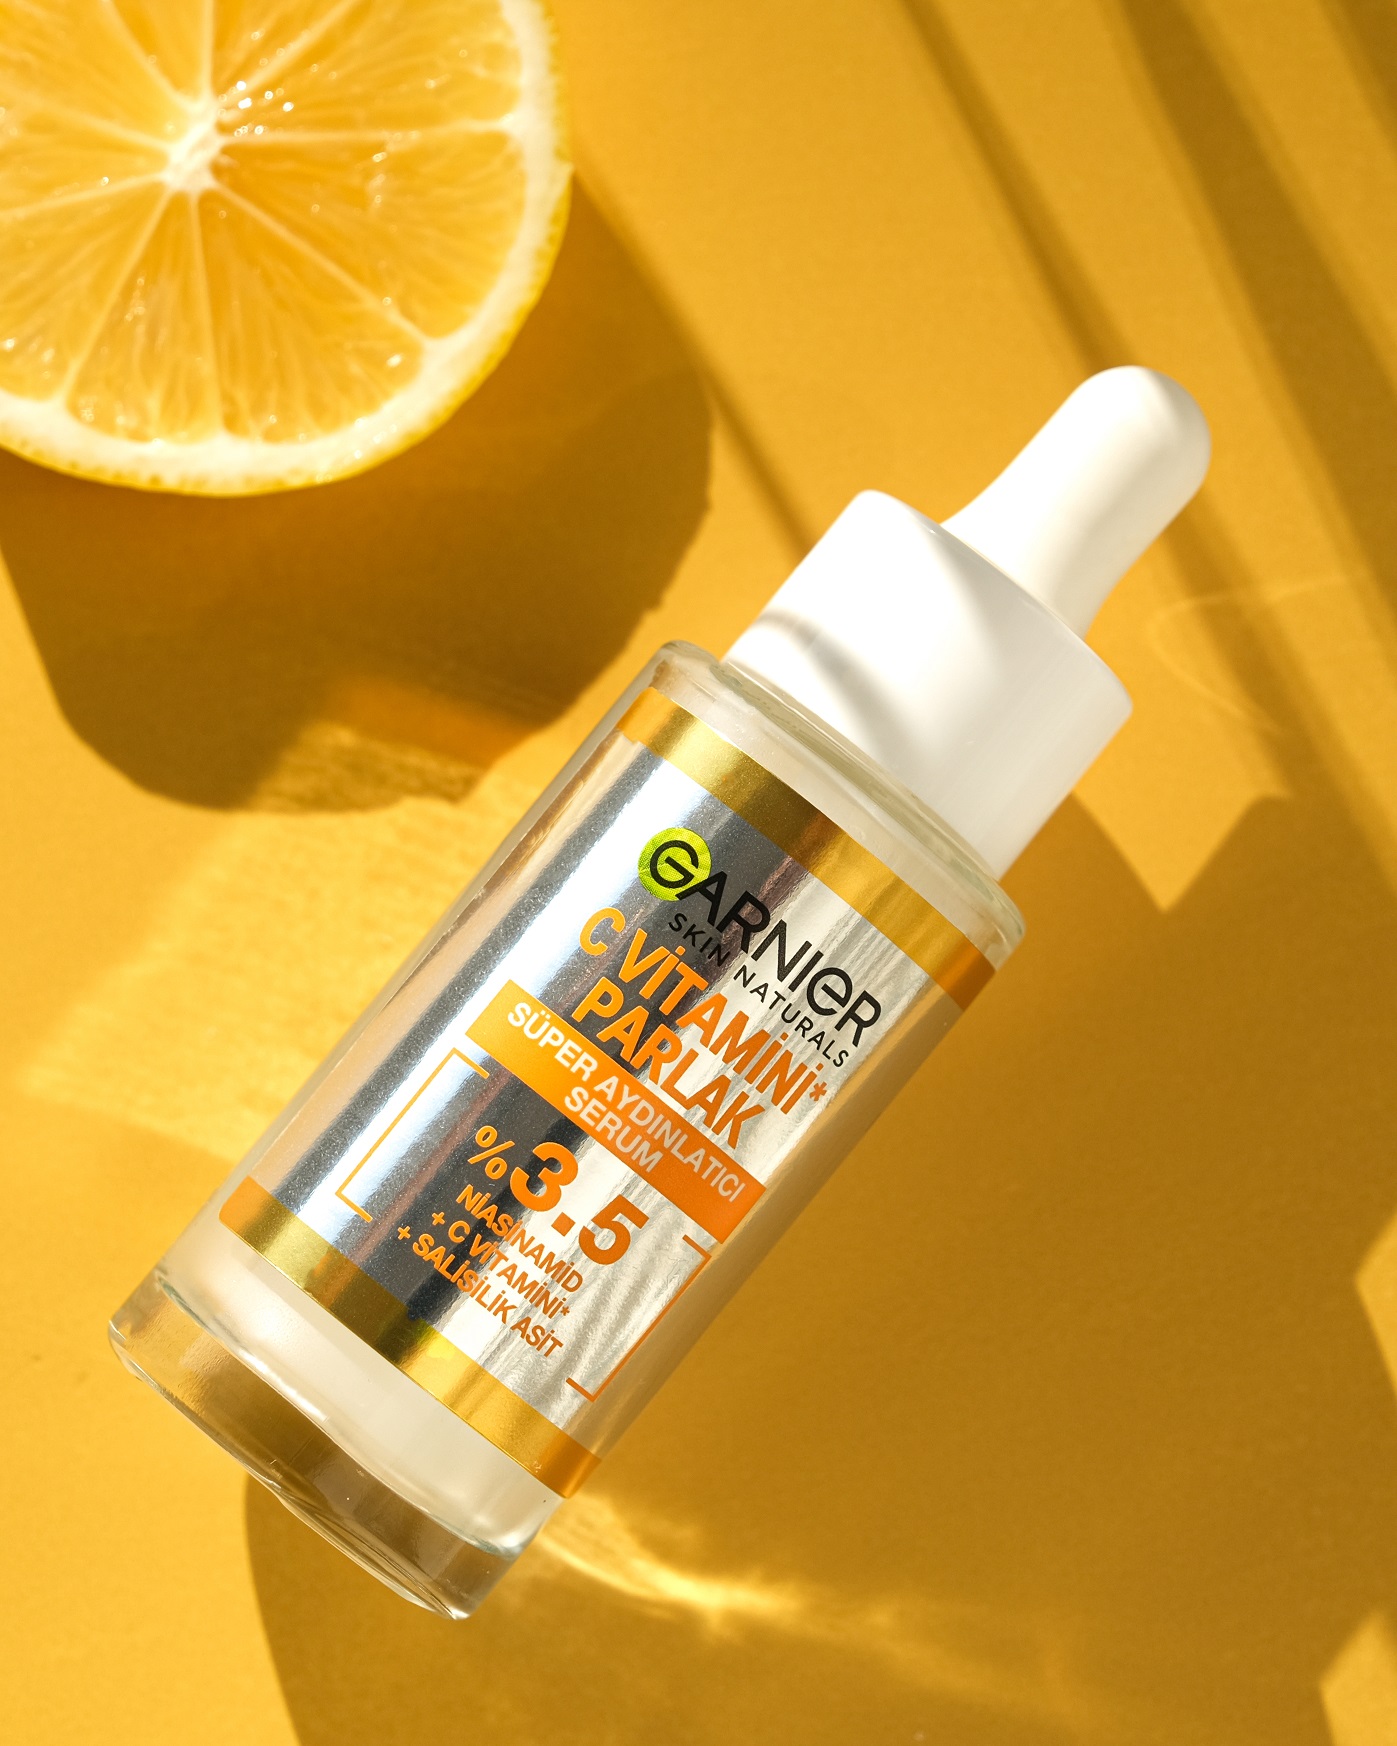 GARNIER
SKIN NATURALS
C VİTAMİNİ*
PARLAK
SÜPER AYDINLATICI
SERUM
%3.5
NİASİNAMİD
+ C VİTAMİNİ*
+ SALİSİLİK ASİT